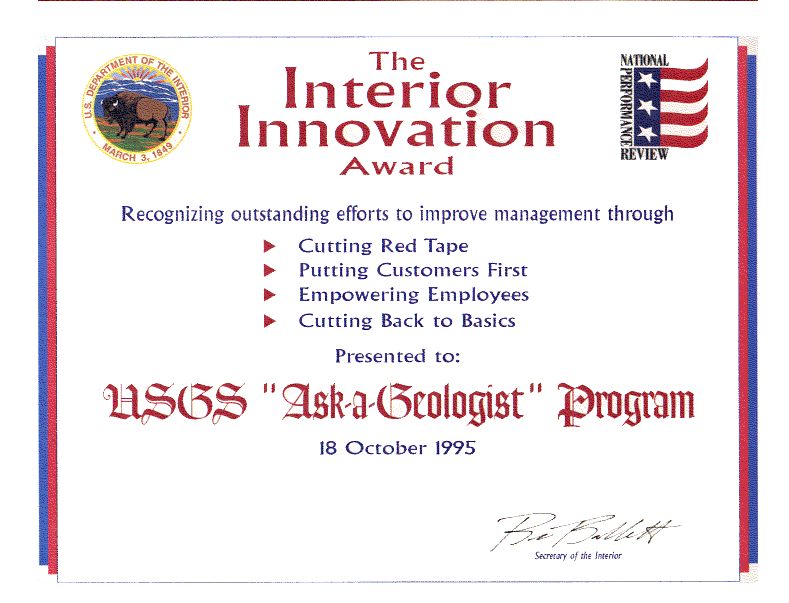 U.S. DEPARTMENT OF THE INTERIOR
MARCH 3, 1849
The
Interior
Innovation
Award
NATIONAL
PERFORMANCE
REVIEW
Recognizing outstanding efforts to improve management through
Cutting Red Tape
Putting Customers First
Empowering Employees
Cutting Back to Basics
Presented to:
USGS "Ask-a-Geologist" Program
18 October 1995
Secretary of the Interior